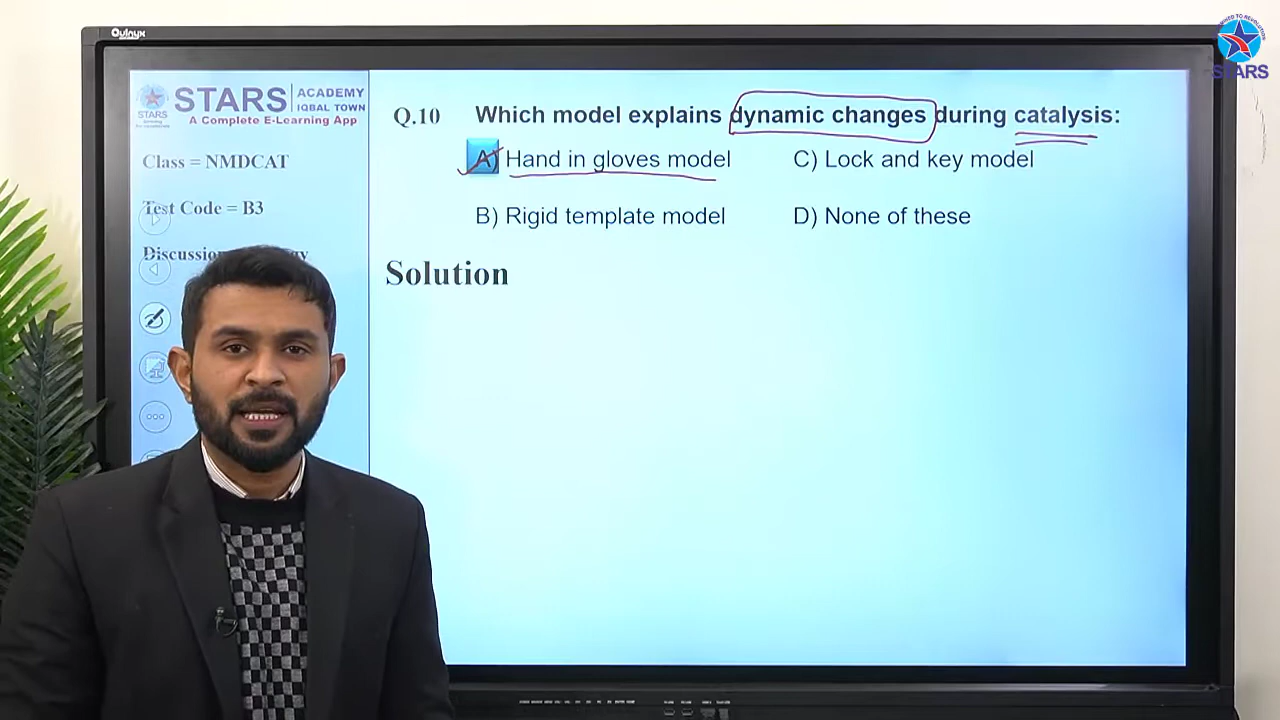 Qulnyx
STARS
STARS
ACADEMY
IQBAL TOWN
A Complete E-Learning App
STARS
Class = NMDCAT
Test Code = B3
Q.10 Which model explains dynamic changes during catalysis:
A) Hand in gloves model C) Lock and key model
B) Rigid template model D) None of these
Solution